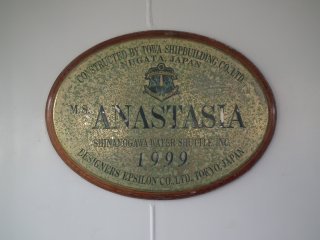 CONSTRUCTED BY TOWA SHIPBUILDING CO., LTD.
NIIGATA, JAPAN
M.S. ANASTASIA
SHINANOGAWA WATER SHUTTLE INC.
1999
DESIGNERS EPSILON CO., LTD. TOKYO JAPAN